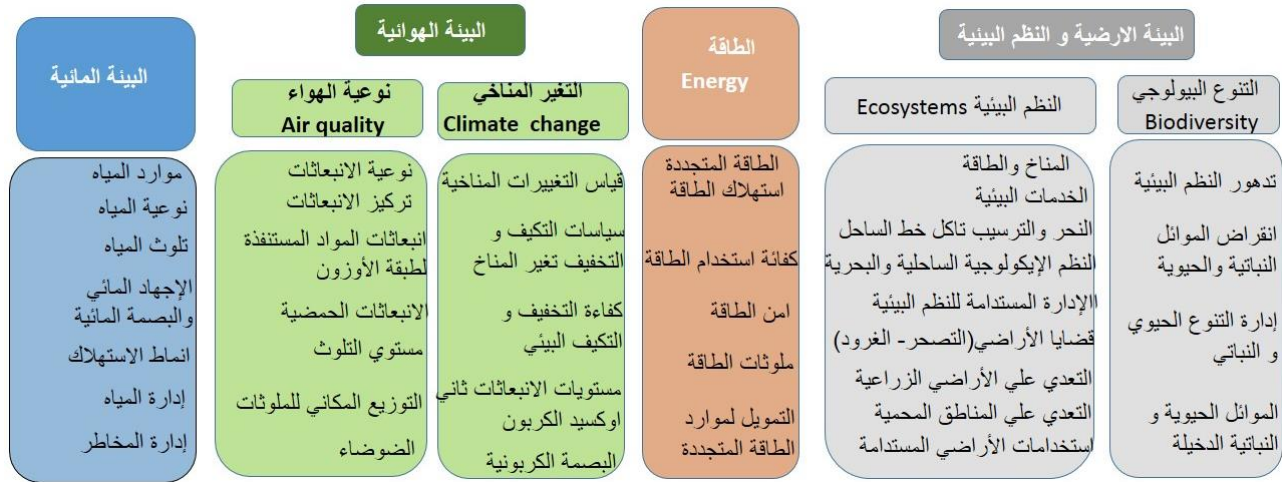 البيئة الارضية و النظم البيئية
التنوع البيولوجي
Biodiversity
تدهور النظم البيئية
انقراض الموائل
النباتية والحيوية
إدارة التنوع الحيوي
و النباتي
الموائل الحيوية و
النباتية الدخيلة
النظم البيئية Ecosystems
المناخ والطاقة
الخدمات البيئية
النحر والترسيب تاكل خط الساحل
النظم الإيكولوجية الساحلية والبحرية
االإدارة المستدامة للنظم البيئية
قضايا الأراضي(التصحر- الغرود)
التعدي علي الأراضي الزراعية
التعدي علي المناطق المحمية
استخدامات الأراضي المستدامة
الطاقة
Energy
الطاقة المتجددة
استهلاك الطاقة
كفائة استخدام الطاقة
امن الطاقة
ملوثات الطاقة
التمويل لموارد
الطاقة المتجددة
البيئة الهوائية
التغير المناخي
Climate change
قياس التغييرات المناخية
سياسات التكيف و
التخفيف تغير المناخ
كفاءة التخفيف و
التكيف البيئي
مستويات الانبعاثات ثاني
اوكسيد الكربون
البصمة الكربونية
نوعية الهواء
Air quality
نوعية الانبعاثات
تركيز الانبعاثات
انبعاثات المواد المستنفذة
لطبقة الأوزون
الانبعاثات الحمضية
مستوي التلوث
التوزيع المكاني للملوثات
الضوضاء
البيئة المائية
موارد المياه
نوعية المياه
تلوث المياه
الإجهاد المائي
والبصمة المائية
انماط الاستهلاك
إدارة المياه
إدارة المخاطر